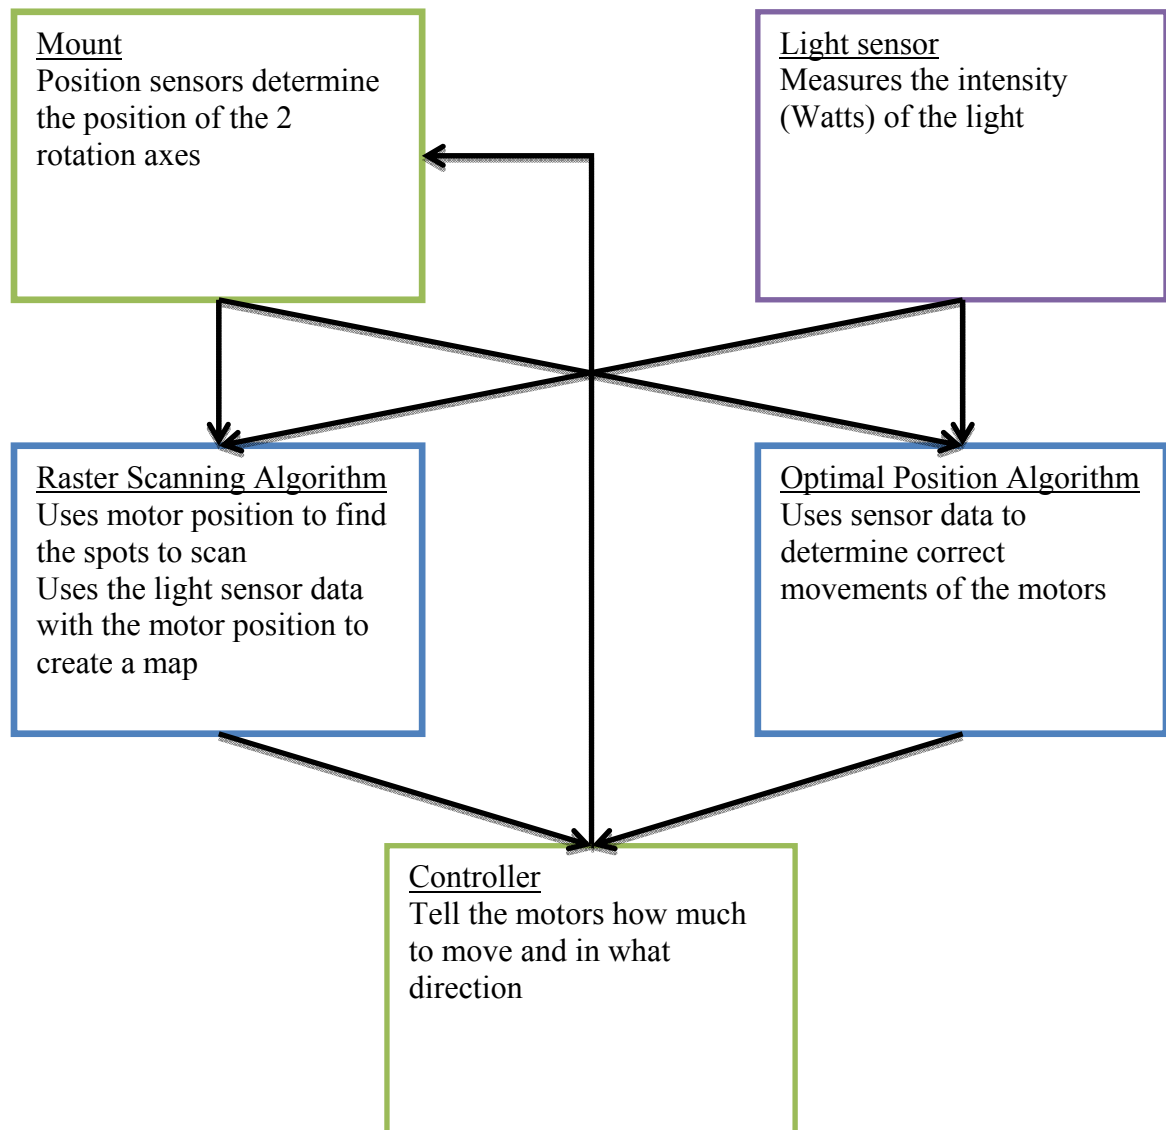 Mount
Position sensors determine
the position of the 2
rotation axes
Light sensor
Measures the intensity
(Watts) of the light
Raster Scanning Algorithm
Uses motor position to find
the spots to scan
Uses the light sensor data
with the motor position to
create a map
Optimal Position Algorithm
Uses sensor data to
determine correct
movements of the motors
Controller
Tell the motors how much
to move and in what
direction